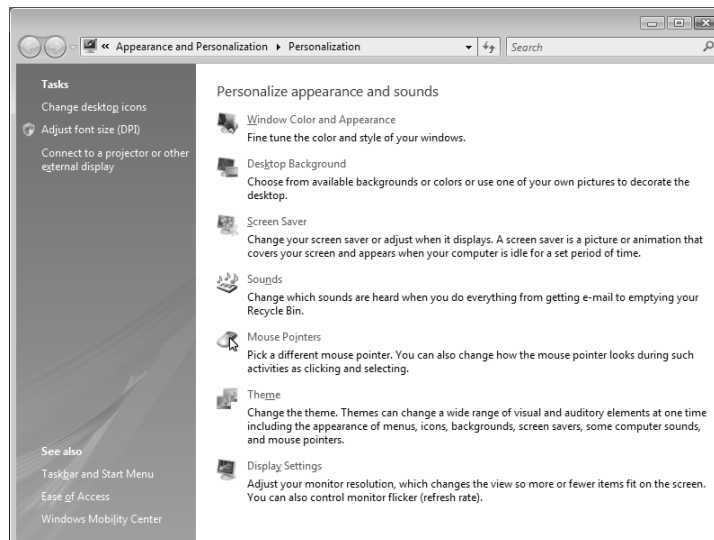 « Appearance and Personalization ▸ Personalization
Search
Tasks
Change desktop icons
Adjust font size (DPI)
Connect to a projector or other
external display
Personalize appearance and sounds
Window Color and Appearance
Fine tune the color and style of your windows.
Desktop Background
Choose from available backgrounds or colors or use one of your own pictures to decorate the
desktop.
Screen Saver
Change your screen saver or adjust when it displays. A screen saver is a picture or animation that
covers your screen and appears when your computer is idle for a set period of time.
Sounds
Change which sounds are heard when you do everything from getting e-mail to emptying your
Recycle Bin.
Mouse Pointers
Pick a different mouse pointer. You can also change how the mouse pointer looks during such
activities as clicking and selecting.
Theme
Change the theme. Themes can change a wide range of visual and auditory elements at one time
including the appearance of menus, icons, backgrounds, screen savers, some computer sounds,
and mouse pointers.
Display Settings
Adjust your monitor resolution, which changes the view so more or fewer items fit on the screen.
You can also control monitor flicker (refresh rate).
See also
Taskbar and Start Menu
Ease of Access
Windows Mobility Center